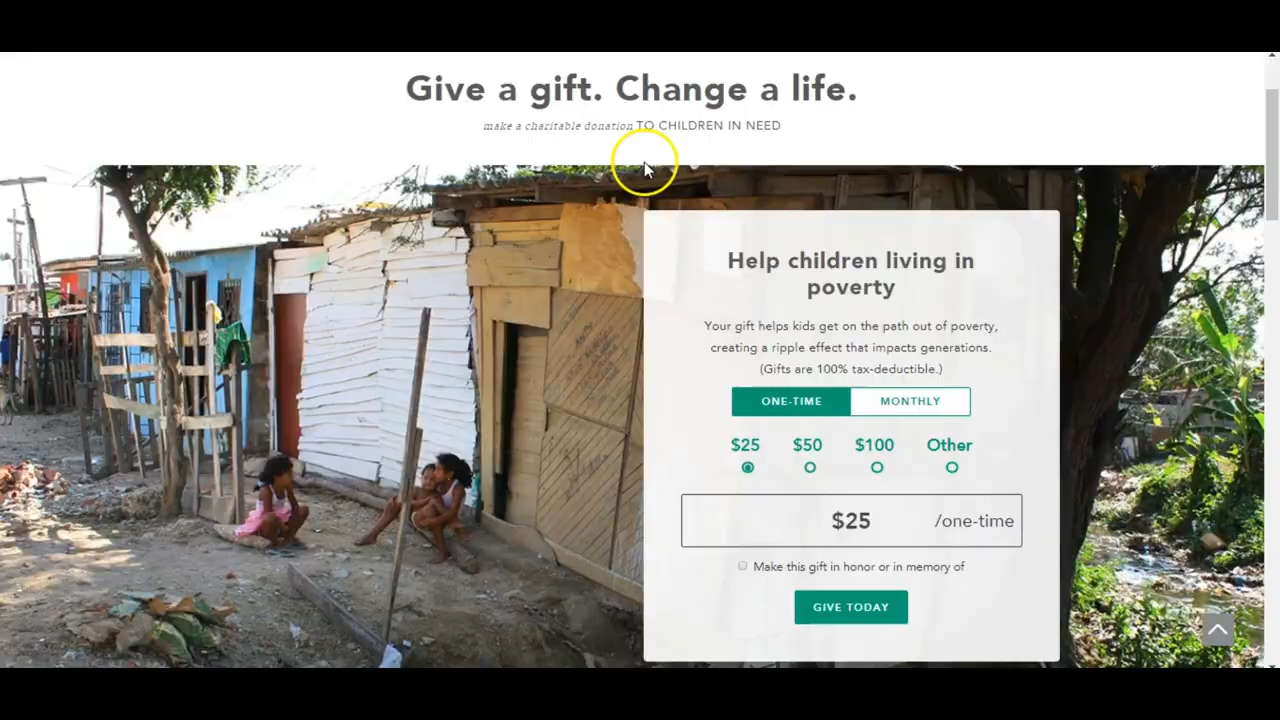 Give a gift. Change a life.
make a charitable donation TO CHILDREN IN NEED
Help children living in
poverty
Your gift helps kids get on the path out of poverty,
creating a ripple effect that impacts generations.
(Gifts are 100% tax-deductible.)
ONE-TIME MONTHLY
$25 $50 $100 Other
$25 /one-time
Make this gift in honor or in memory of
GIVE TODAY